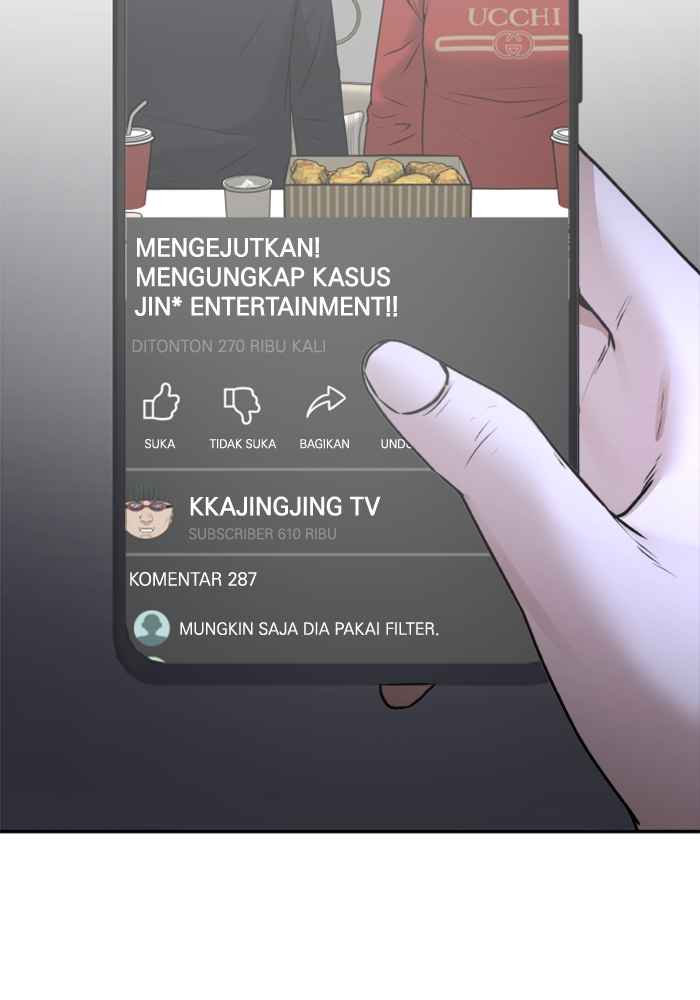 UCCHI
MENGEJUTKAN!
MENGUNGKAP KASUS
JIN* ENTERTAINMENT!!
DITONTON 270 RIBU KALI
SUKA TIDAK SUKA BAGIKAN
KKAJINGJING TV
SUBSCRIBER 610 RIBU
KOMENTAR 287
MUNGKIN SAJA DIA PAKAI FILTER.